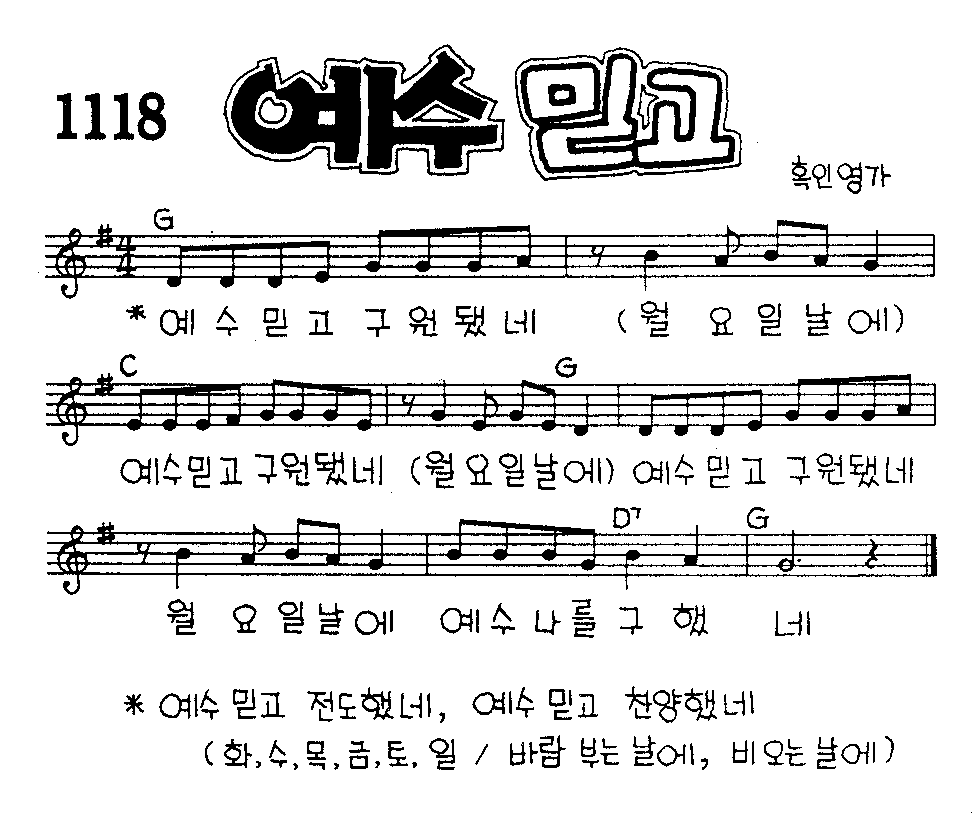 1118
예수 믿고
흑인영가
G
* 예수믿고구원됐네 (월요일날에)
C G
예수믿고구원됐네 (월요일날에) 예수믿고구원됐네
D7 G
월요일날에 예수나를구했네
* 예수믿고 전도했네, 예수믿고 찬양했네
(화,수,목,금,토,일 / 바람부는날에, 비오는날에)